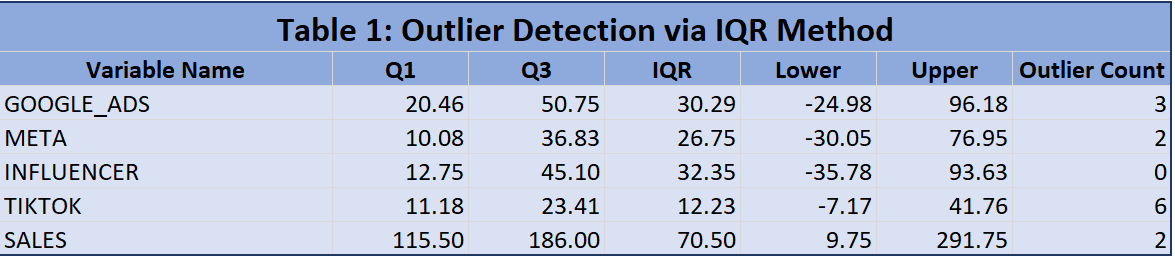 Table 1: Outlier Detection via IQR Method
Variable Name Q1 Q3 IQR Lower Upper Outlier Count
GOOGLE_ADS 20.46 50.75 30.29 -24.98 96.18 3
META 10.08 36.83 26.75 -30.05 76.95 2
INFLUENCER 12.75 45.10 32.35 -35.78 93.63 0
TIKTOK 11.18 23.41 12.23 -7.17 41.76 6
SALES 115.50 186.00 70.50 9.75 291.75 2